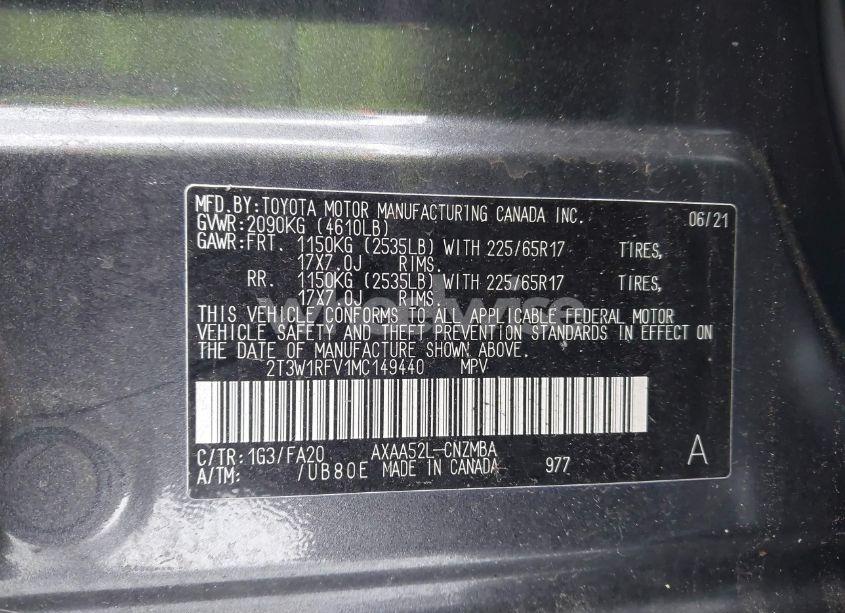 MFD.BY:TOYOTA MOTOR MANUFACTURING CANADA INC. 06/21
GVWR:2090KG (4610LB)
GAWR:FRT. 1150KG (2535LB) WITH 225/65R17 TIRES,
17X7.0J RIMS.
RR. 1150KG (2535LB) WITH 225/65R17 TIRES,
17X7.0J RIMS.
THIS VEHICLE CONFORMS TO ALL APPLICABLE FEDERAL MOTOR
VEHICLE SAFETY AND THEFT PREVENTION STANDARDS IN EFFECT ON
THE DATE OF MANUFACTURE SHOWN ABOVE.
2T3W1RFV1MC149440 MPV
C/TR:1G3/FA20 AXAA52L-CNZMBA
A/TM: /UB80E MADE IN CANADA 977 A